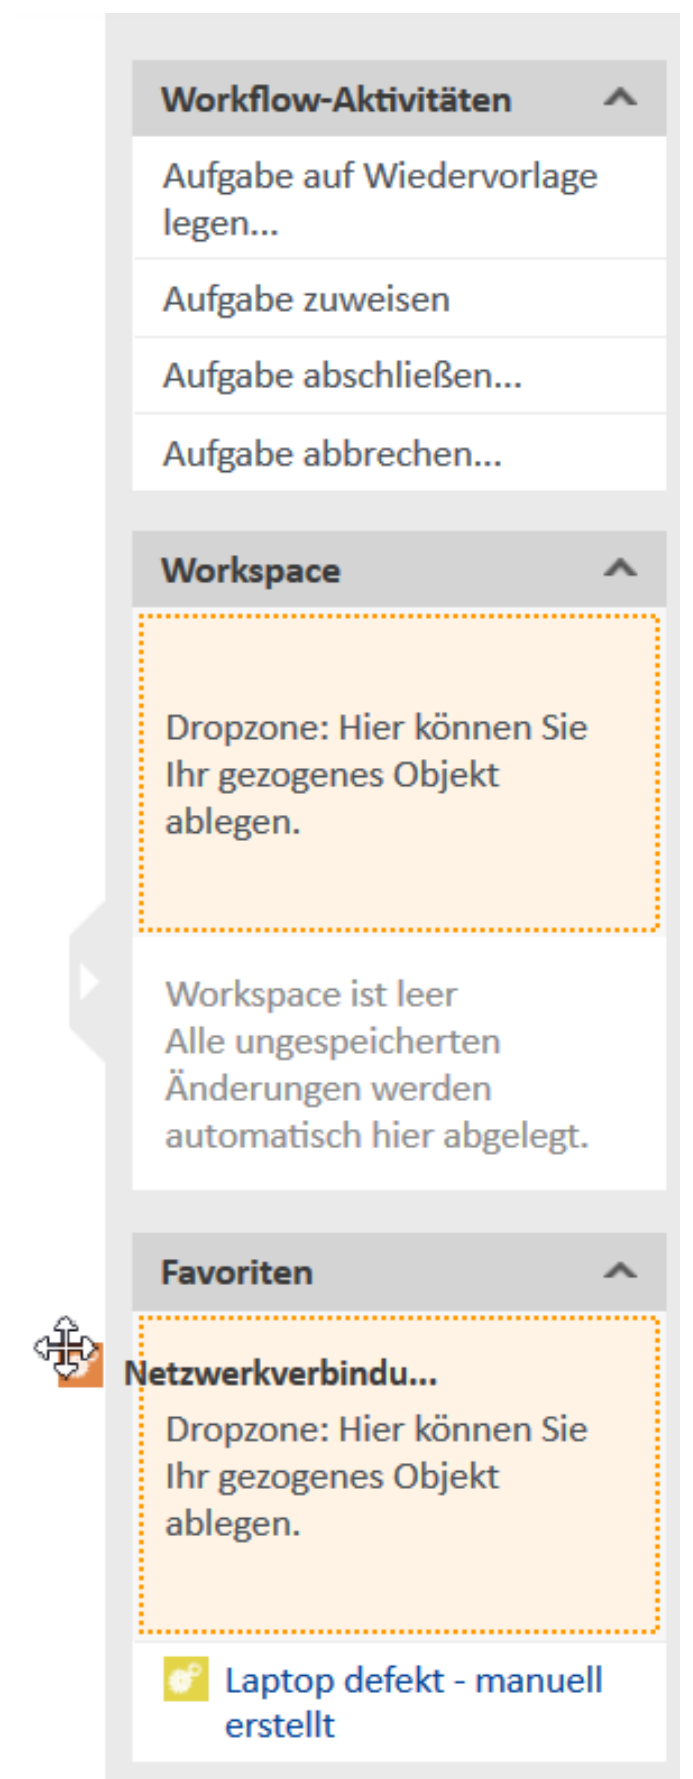 Workflow-Aktivitäten
Aufgabe auf Wiedervorlage
legen...
Aufgabe zuweisen
Aufgabe abschließen...
Aufgabe abbrechen...
Workspace
Dropzone: Hier können Sie
Ihr gezogenes Objekt
ablegen.
Workspace ist leer
Alle ungespeicherten
Änderungen werden
automatisch hier abgelegt.
Favoriten
Netzwerkverbindu...
Dropzone: Hier können Sie
Ihr gezogenes Objekt
ablegen.
Laptop defekt - manuell
erstellt